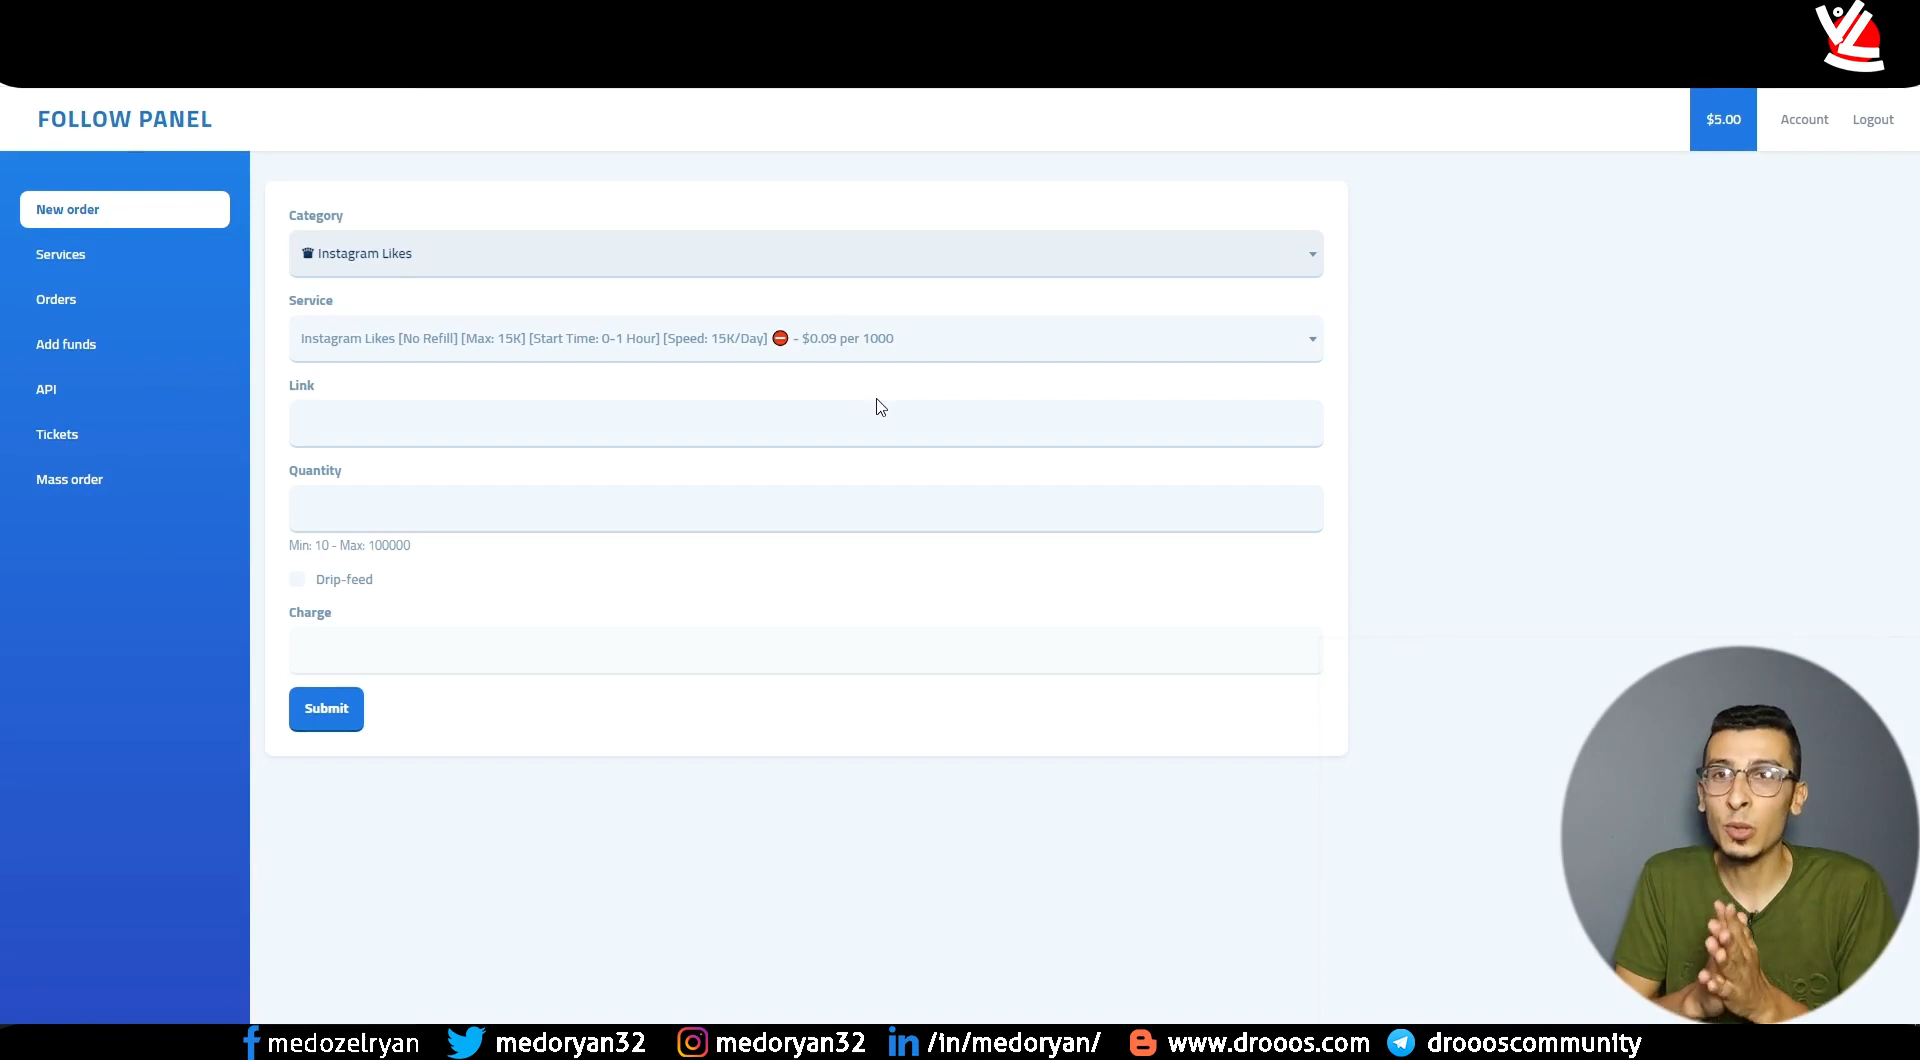 FOLLOW PANEL
$5.00
Account
Logout
New order
Services
Orders
Add funds
API
Tickets
Mass order
Category
Instagram Likes
Service
Instagram Likes [No Refill] [Max: 15K] [Start Time: 0-1 Hour] [Speed: 15K/Day] ⛔ - $0.09 per 1000
Link
Quantity
Min: 10 - Max: 100000
Drip-feed
Charge
Submit
medozelryan
medoryan32
medoryan32
/in/medoryan/
www.drooos.com
droooscommunity